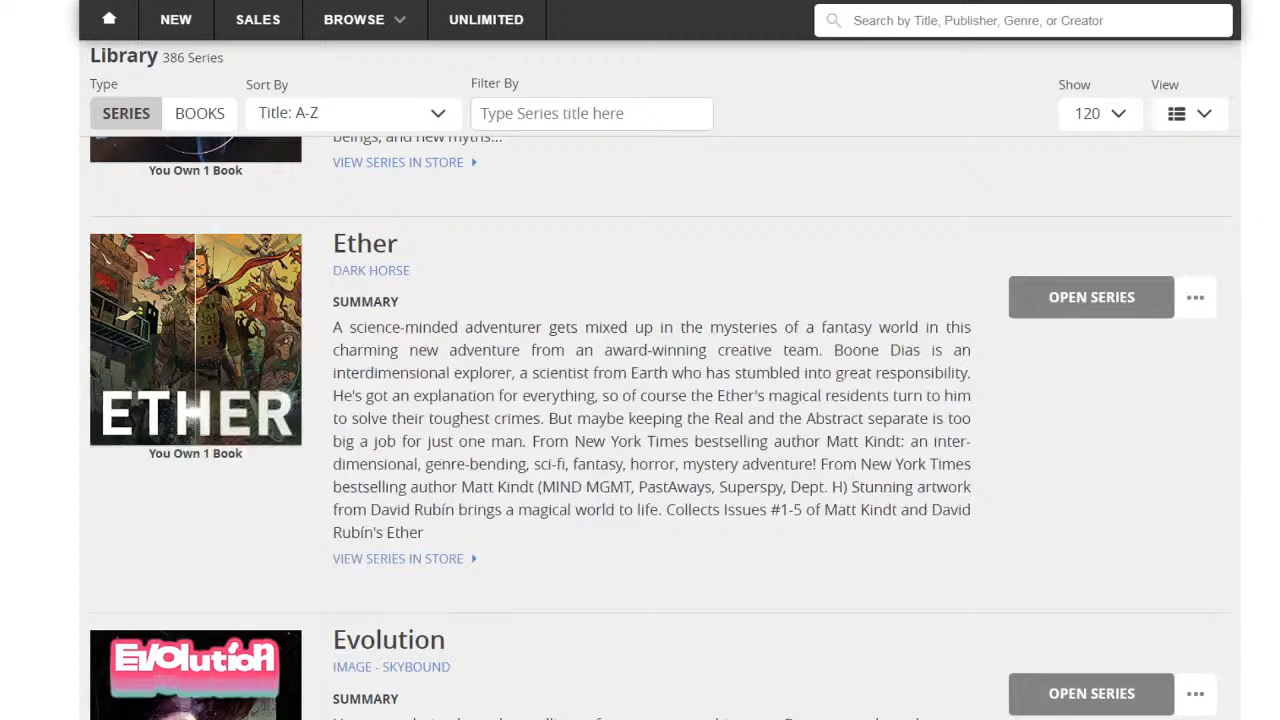 NEW SALES BROWSE UNLIMITED Search by Title, Publisher, Genre, or Creator
Library 386 Series
Type Sort By Filter By Show View
SERIES BOOKS Title: A-Z Type Series title here 120
beings, and new myths...
VIEW SERIES IN STORE
You Own 1 Book
Ether
DARK HORSE
SUMMARY
OPEN SERIES
A science-minded adventurer gets mixed up in the mysteries of a fantasy world in this
charming new adventure from an award-winning creative team. Boone Dias is an
interdimensional explorer, a scientist from Earth who has stumbled into great responsibility.
He's got an explanation for everything, so of course the Ether's magical residents turn to him
to solve their toughest crimes. But maybe keeping the Real and the Abstract separate is too
big a job for just one man. From New York Times bestselling author Matt Kindt: an inter-
dimensional, genre-bending, sci-fi, fantasy, horror, mystery adventure! From New York Times
bestselling author Matt Kindt (MIND MGMT, PastAways, Superspy, Dept. H) Stunning artwork
from David Rubín brings a magical world to life. Collects Issues #1-5 of Matt Kindt and David
Rubín's Ether
VIEW SERIES IN STORE
ETHER
You Own 1 Book
Evolution
IMAGE - SKYBOUND
SUMMARY
OPEN SERIES
Evolution